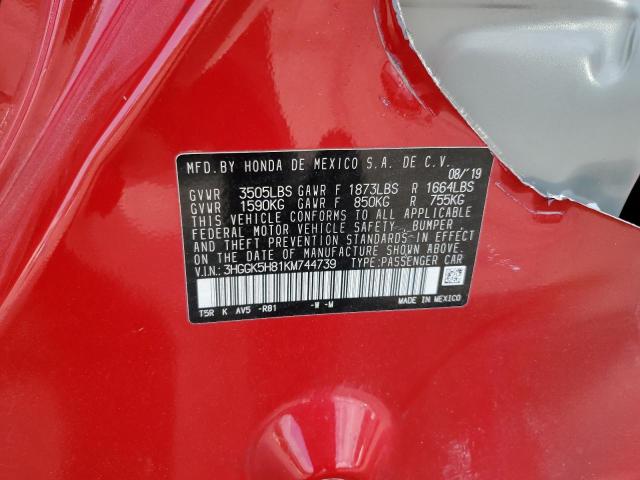 MFD. BY HONDA DE MEXICO S.A. DE C.V.
08/'19
GVWR 3505LBS GAWR F 1873LBS R 1664LBS
GVWR 1590KG GAWR F 850KG R 755KG
THIS VEHICLE CONFORMS TO ALL APPLICABLE
FEDERAL MOTOR VEHICLE SAFETY, BUMPER,
AND THEFT PREVENTION STANDARDS IN EFFECT
ON THE DATE OF MANUFACTURE SHOWN ABOVE.
V.I.N.: 3HGGK5H81KM744739 TYPE:PASSENGER CAR
T5R K AV5 -R81 -W -M MADE IN MEXICO
-M